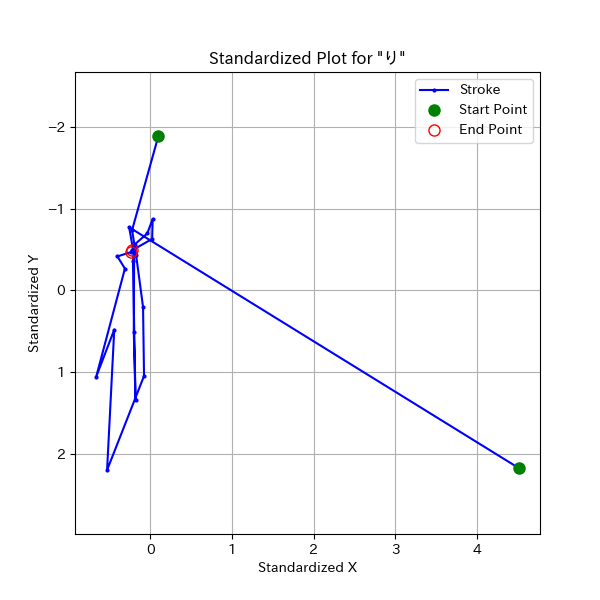 Standardized Plot for "り"
Stroke
Start Point
End Point
−2
−1
0
1
2
Standardized Y
0 1 2 3 4
Standardized X